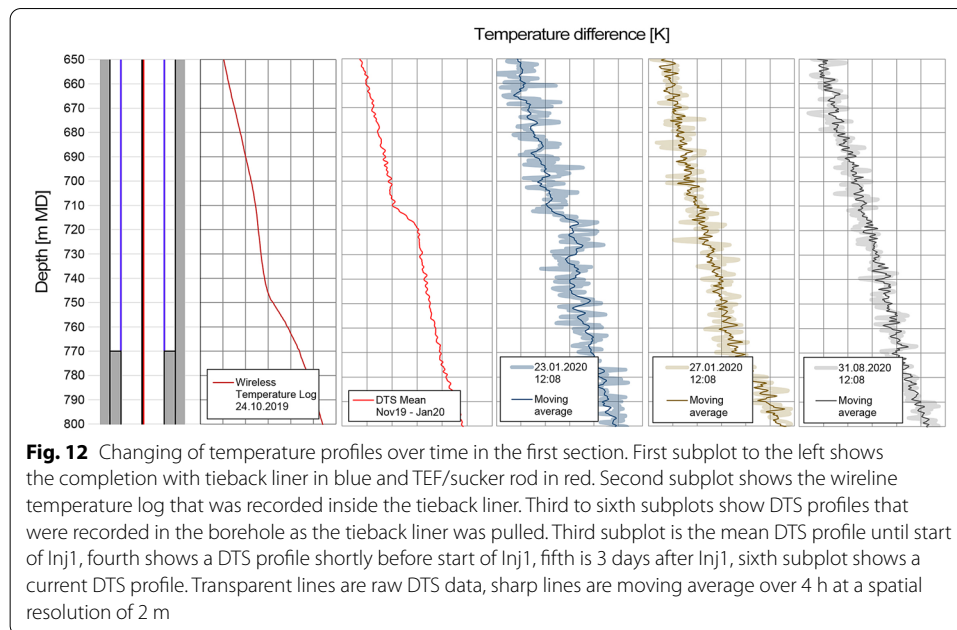 Temperature difference [K]
Depth [m MD]
650
660
670
680
690
700
710
720
730
740
750
760
770
780
790
800
Wireless
Temperature Log
24.10.2019
DTS Mean
Nov19 - Jan20
23.01.2020
12:08
Moving
average
27.01.2020
12:08
Moving
average
31.08.2020
12:08
Moving
average
Fig. 12 Changing of temperature profiles over time in the first section. First subplot to the left shows
the completion with tieback liner in blue and TEF/sucker rod in red. Second subplot shows the wireline
temperature log that was recorded inside the tieback liner. Third to sixth subplots show DTS profiles that
were recorded in the borehole as the tieback liner was pulled. Third subplot is the mean DTS profile until start
of Inj1, fourth shows a DTS profile shortly before start of Inj1, fifth is 3 days after Inj1, sixth subplot shows a
current DTS profile. Transparent lines are raw DTS data, sharp lines are moving average over 4 h at a spatial
resolution of 2 m